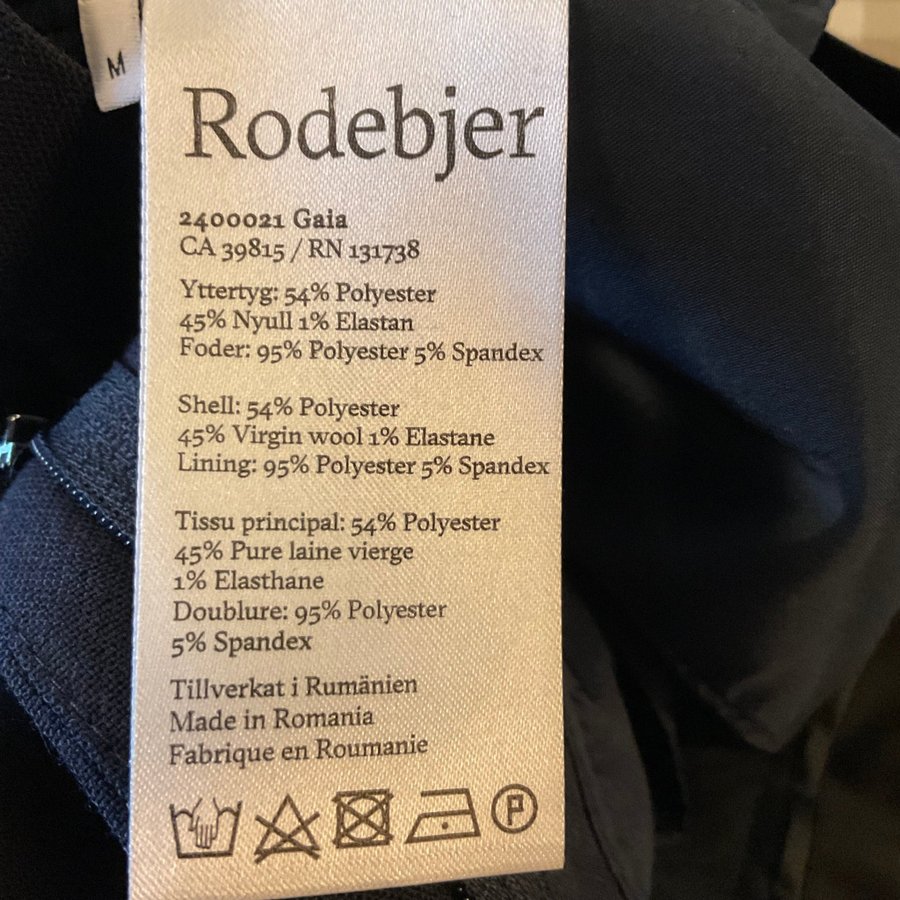 M
Rodebjer
2400021 Gaia
CA 39815 / RN 131738
Yttertyg: 54% Polyester
45% Nyull 1% Elastan
Foder: 95% Polyester 5% Spandex
Shell: 54% Polyester
45% Virgin wool 1% Elastane
Lining: 95% Polyester 5% Spandex
Tissu principal: 54% Polyester
45% Pure laine vierge
1% Elasthane
Doublure: 95% Polyester
5% Spandex
Tillverkat i Rumänien
Made in Romania
Fabrique en Roumanie
P